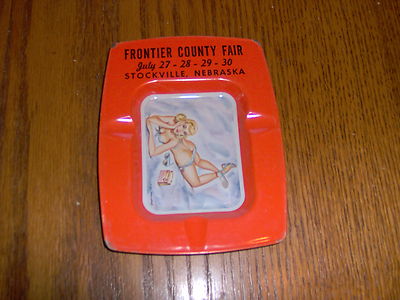 FRONTIER COUNTY FAIR
July 27 - 28 - 29 - 30
STOCKVILLE, NEBRASKA